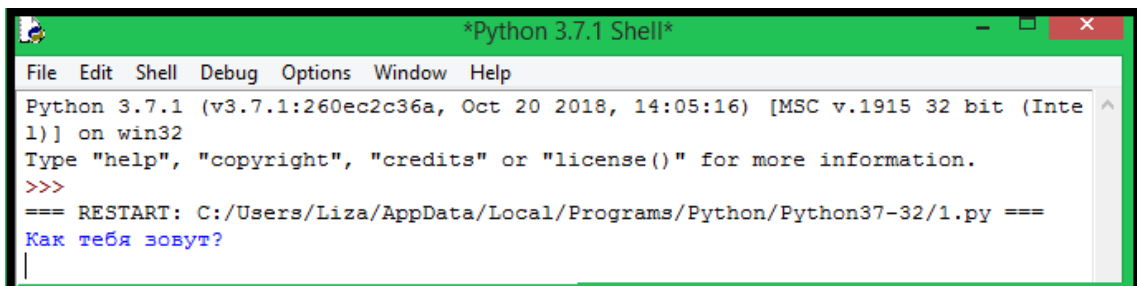 *Python 3.7.1 Shell*
File Edit Shell Debug Options Window Help
Python 3.7.1 (v3.7.1:260ec2c36a, Oct 20 2018, 14:05:16) [MSC v.1915 32 bit (Inte
l)] on win32
Type "help", "copyright", "credits" or "license()" for more information.
>>>
=== RESTART: C:/Users/Liza/AppData/Local/Programs/Python/Python37-32/1.py ===
Как тебя зовут?